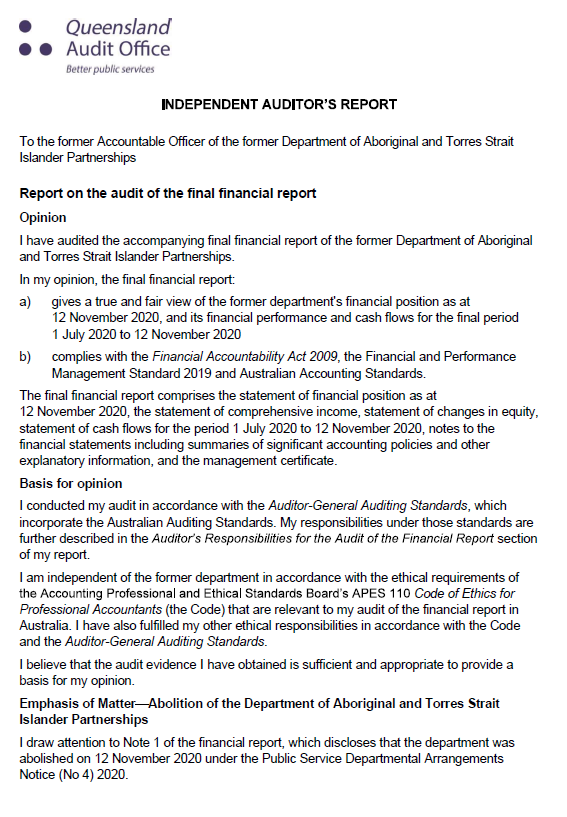 Queensland
Audit Office
Better public services
INDEPENDENT AUDITOR'S REPORT
To the former Accountable Officer of the former Department of Aboriginal and Torres Strait
Islander Partnerships
Report on the audit of the final financial report
Opinion
I have audited the accompanying final financial report of the former Department of Aboriginal
and Torres Strait Islander Partnerships.
In my opinion, the final financial report:
a) gives a true and fair view of the former department's financial position as at
12 November 2020, and its financial performance and cash flows for the final period
1 July 2020 to 12 November 2020
b) complies with the Financial Accountability Act 2009, the Financial and Performance
Management Standard 2019 and Australian Accounting Standards.
The final financial report comprises the statement of financial position as at
12 November 2020, the statement of comprehensive income, statement of changes in equity,
statement of cash flows for the period 1 July 2020 to 12 November 2020, notes to the
financial statements including summaries of significant accounting policies and other
explanatory information, and the management certificate.
Basis for opinion
I conducted my audit in accordance with the Auditor-General Auditing Standards, which
incorporate the Australian Auditing Standards. My responsibilities under those standards are
further described in the Auditor's Responsibilities for the Audit of the Financial Report section
of my report.
I am independent of the former department in accordance with the ethical requirements of
the Accounting Professional and Ethical Standards Board's APES 110 Code of Ethics for
Professional Accountants (the Code) that are relevant to my audit of the financial report in
Australia. I have also fulfilled my other ethical responsibilities in accordance with the Code
and the Auditor-General Auditing Standards.
I believe that the audit evidence I have obtained is sufficient and appropriate to provide a
basis for my opinion.
Emphasis of Matter—Abolition of the Department of Aboriginal and Torres Strait
Islander Partnerships
I draw attention to Note 1 of the financial report, which discloses that the department was
abolished on 12 November 2020 under the Public Service Departmental Arrangements
Notice (No 4) 2020.